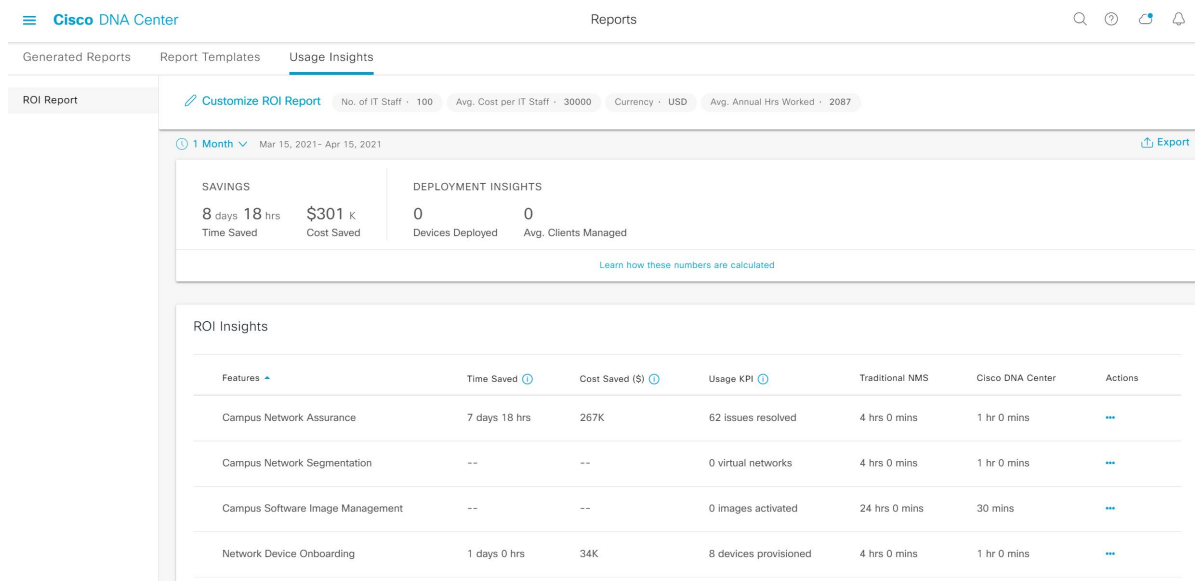 Cisco DNA Center
Reports
Generated Reports Report Templates Usage Insights
ROI Report
Customize ROI Report No. of IT Staff · 100 Avg. Cost per IT Staff · 30000 Currency · USD Avg. Annual Hrs Worked · 2087
1 Month Mar 15, 2021- Apr 15, 2021 Export
SAVINGS DEPLOYMENT INSIGHTS
8 days 18 hrs $301 K 0 0
Time Saved Cost Saved Devices Deployed Avg. Clients Managed
Learn how these numbers are calculated
ROI Insights
Features Time Saved Cost Saved ($) Usage KPI Traditional NMS Cisco DNA Center Actions
Campus Network Assurance 7 days 18 hrs 267K 62 issues resolved 4 hrs 0 mins 1 hr 0 mins
Campus Network Segmentation -- -- 0 virtual networks 4 hrs 0 mins 1 hr 0 mins
Campus Software Image Management -- -- 0 images activated 24 hrs 0 mins 30 mins
Network Device Onboarding 1 days 0 hrs 34K 8 devices provisioned 4 hrs 0 mins 1 hr 0 mins